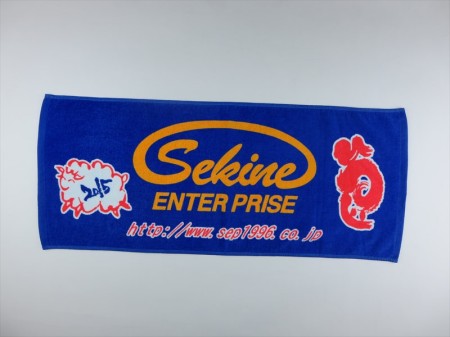 Sekine
ENTER PRISE
2015
http://www.sep1996.co.jp